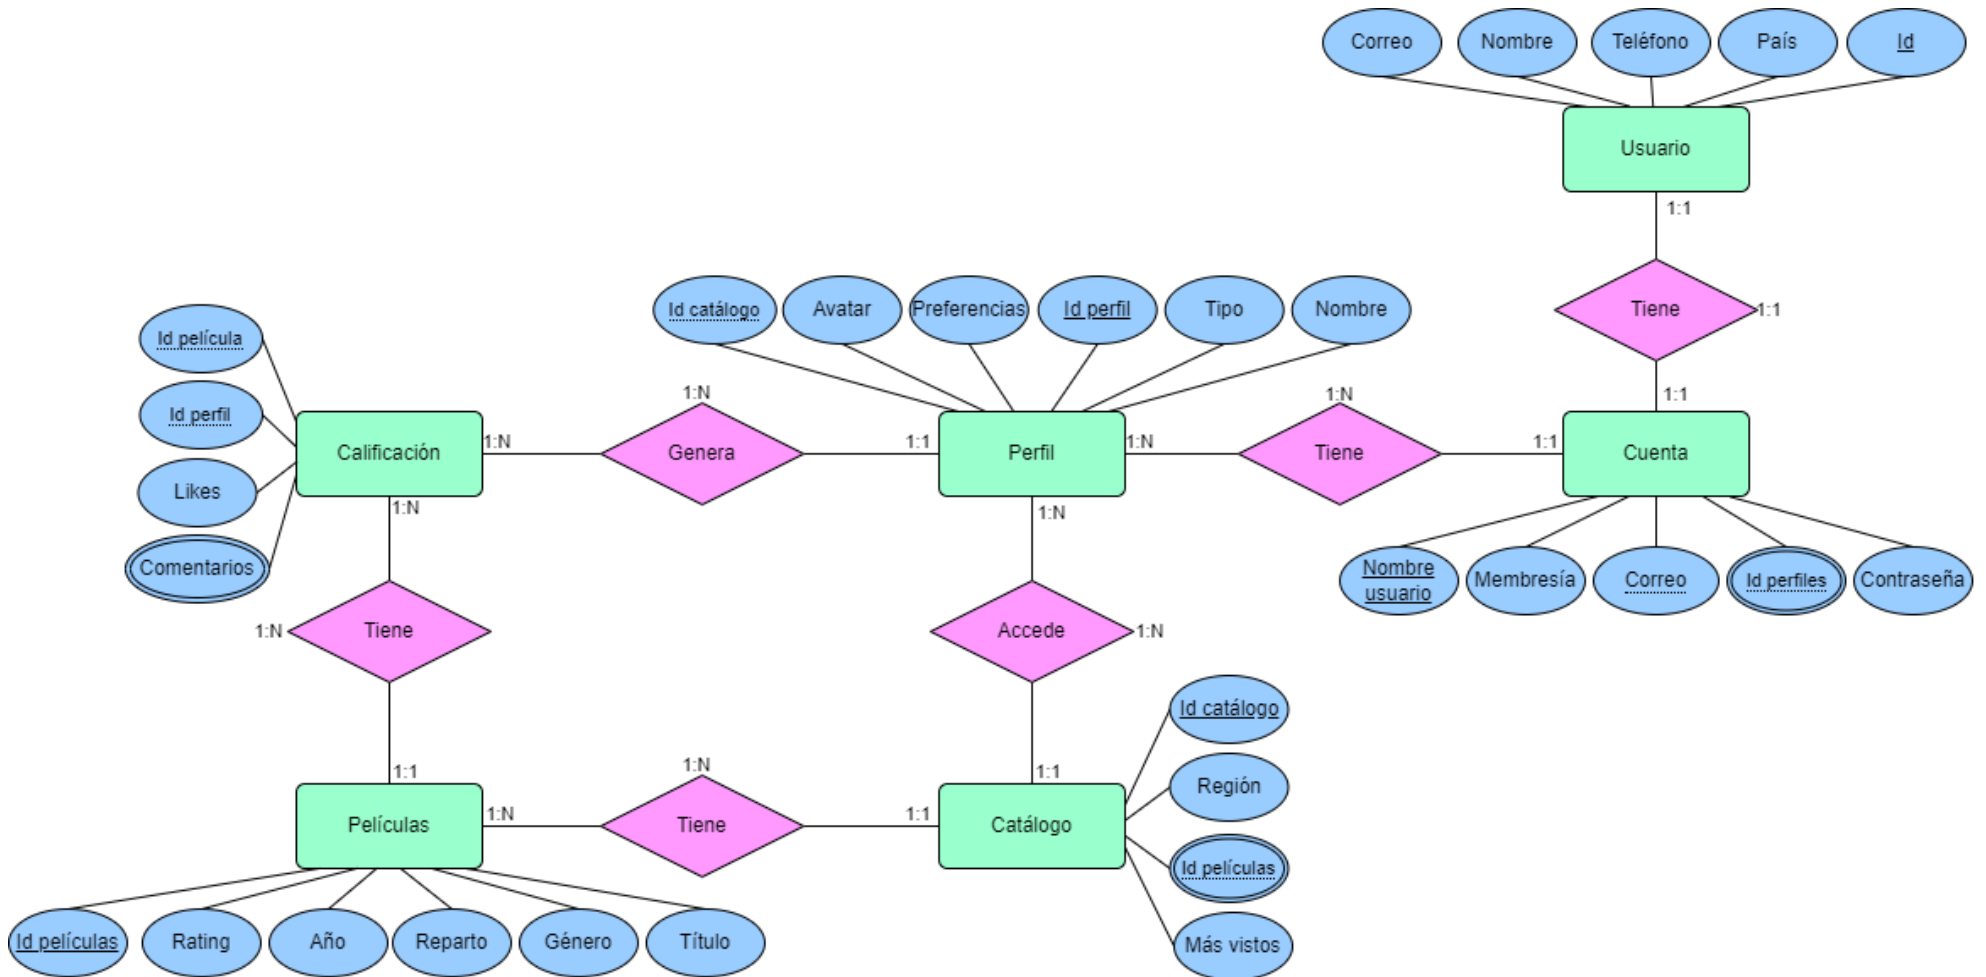 Correo
Nombre
Teléfono
País
Id
Usuario
1:1
Tiene
1:1
1:1
Id catálogo
Avatar
Preferencias
Id perfil
Tipo
Nombre
Id película
Id perfil
Likes
Comentarios
Calificación
1:N
1:N
Genera
1:1
Perfil
1:N
1:N
Tiene
1:1
Cuenta
1:N
1:N
Nombre
usuario
Membresía
Correo
Id perfiles
Contraseña
1:N
Tiene
Accede
1:N
1:1
1:1
Id catálogo
Región
Id películas
Más vistos
Películas
1:N
1:N
Tiene
1:1
Catálogo
Id películas
Rating
Año
Reparto
Género
Título